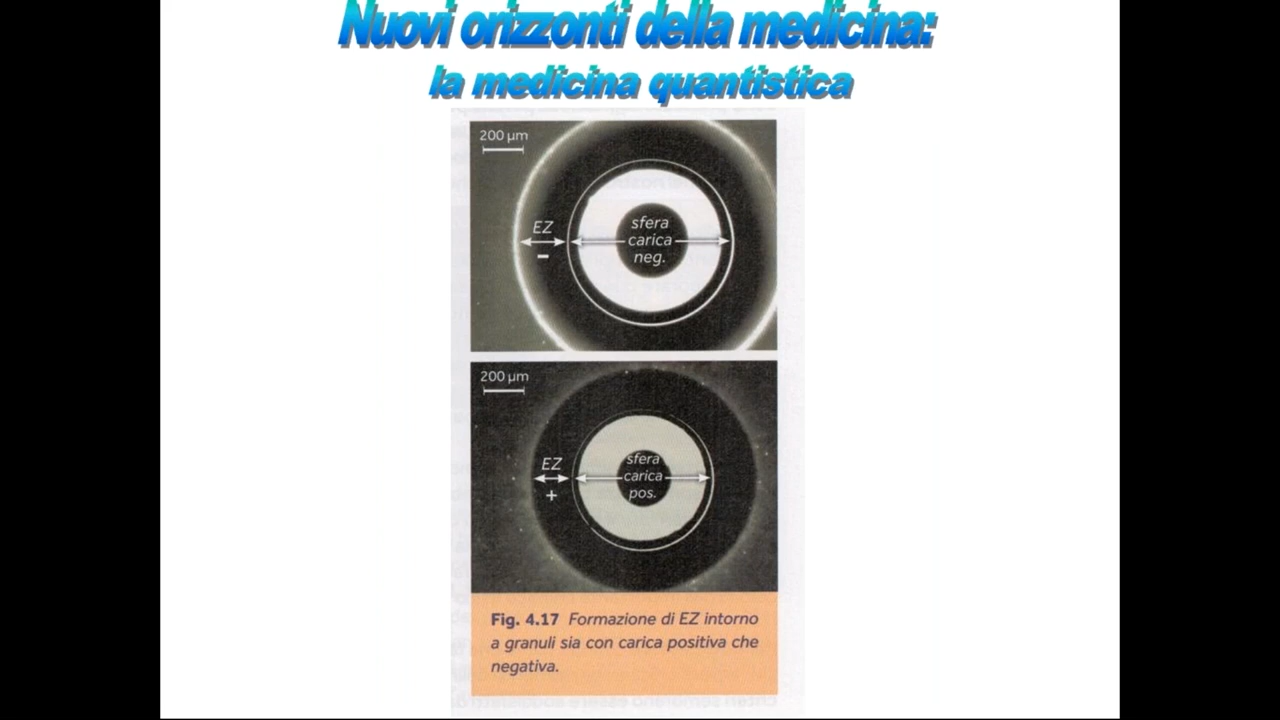 Nuovi orizzonti della medicina:
la medicina quantistica
200 µm
EZ
-
sfera
carica
neg.
200 µm
EZ
+
sfera
carica
pos.
Fig. 4.17 Formazione di EZ intorno
a granuli sia con carica positiva che
negativa.